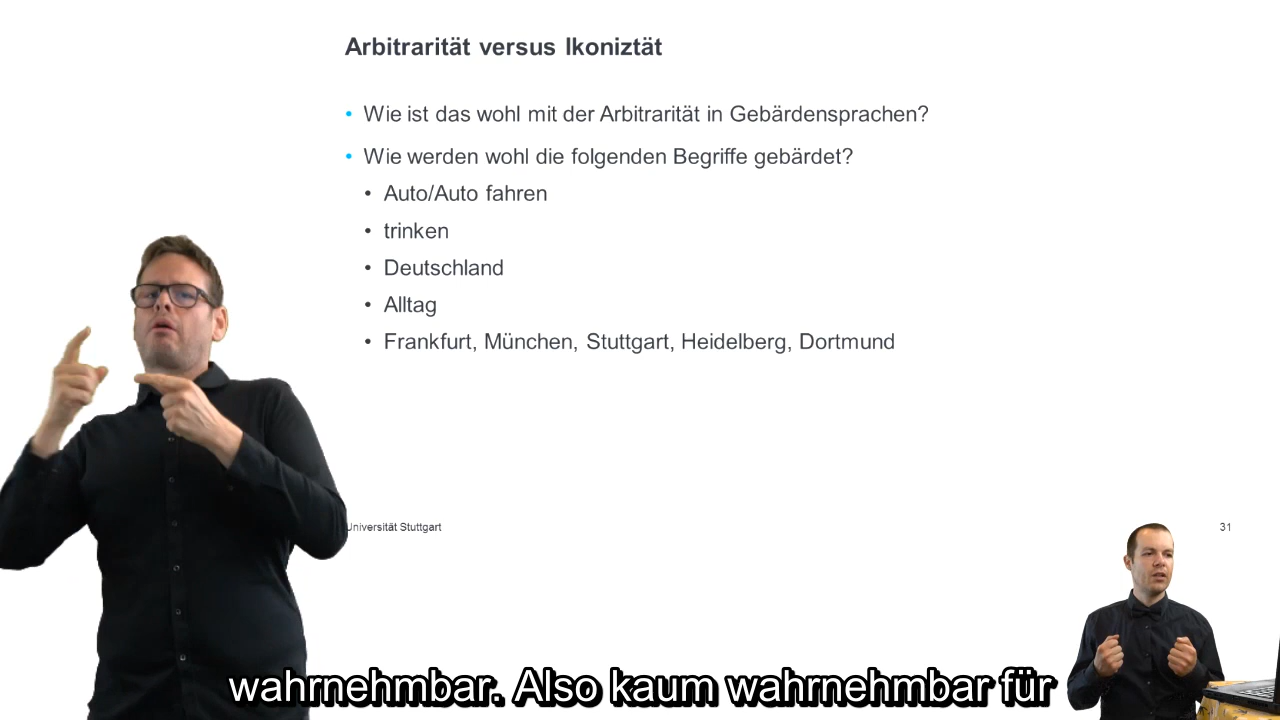 Arbitrarität versus Ikoniztät
• Wie ist das wohl mit der Arbitrarität in Gebärdensprachen?
• Wie werden wohl die folgenden Begriffe gebärdet?
• Auto/Auto fahren
• trinken
• Deutschland
• Alltag
• Frankfurt, München, Stuttgart, Heidelberg, Dortmund
Universität Stuttgart
31
wahrnehmbar. Also kaum wahrnehmbar für